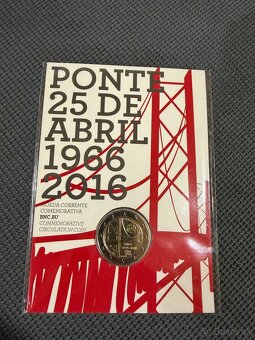 PONTE
25 DE
ABRIL
1966
2016
MOEDA CORRENTE
COMEMORATIVA
BNC BU
COMMEMORATIVE
CIRCULATION COIN